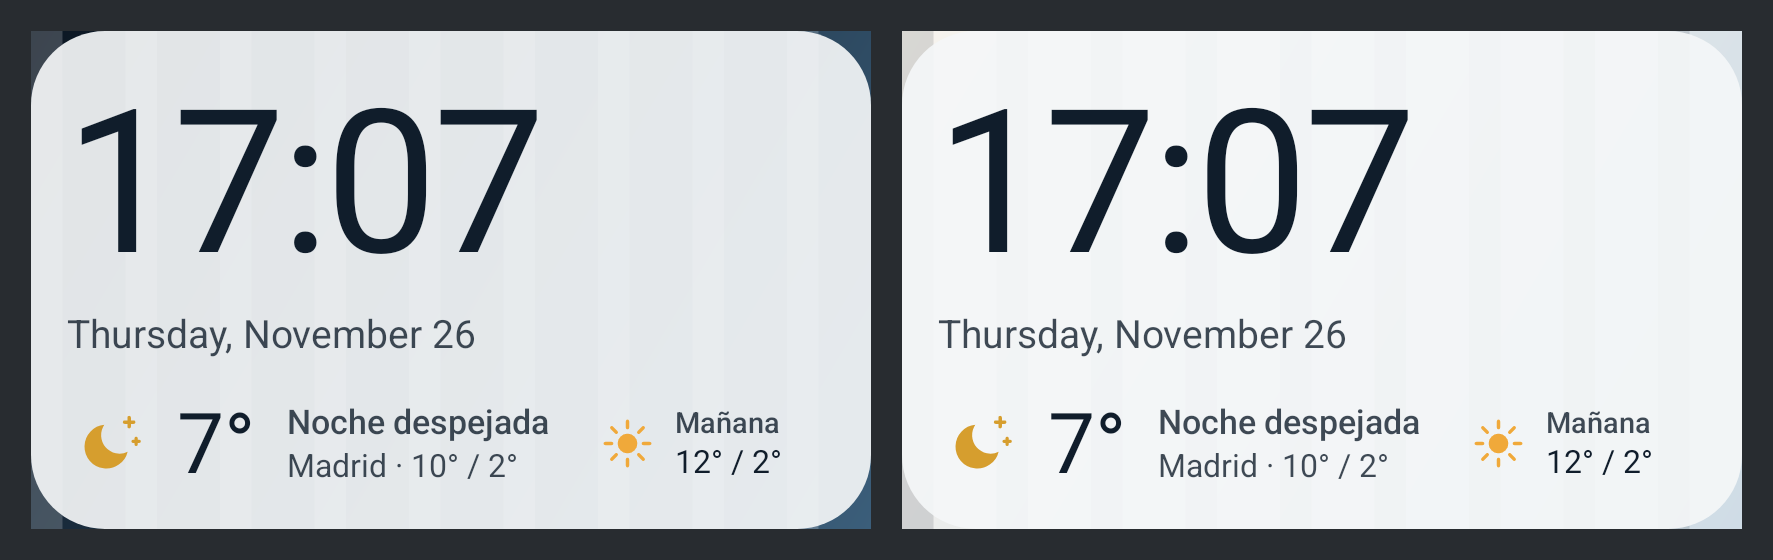 17:07
Thursday, November 26
7°
Noche despejada
Madrid · 10° / 2°
Mañana
12° / 2°
17:07
Thursday, November 26
7°
Noche despejada
Madrid · 10° / 2°
Mañana
12° / 2°